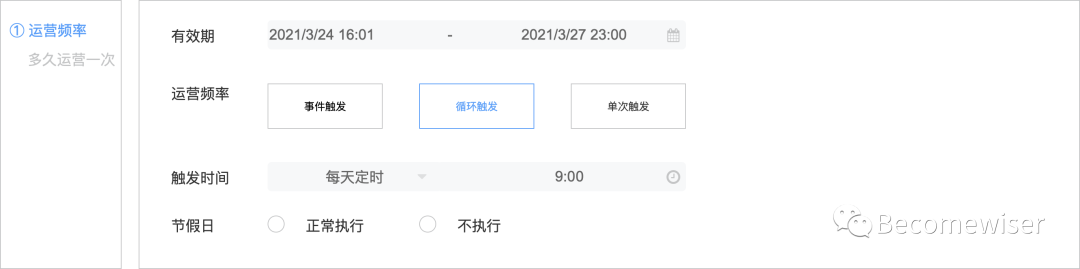 ① 运营频率
多久运营一次
有效期 2021/3/24 16:01 - 2021/3/27 23:00
运营频率 事件触发 循环触发 单次触发
触发时间 每天定时 9:00
节假日 正常执行 不执行
Becomewiser